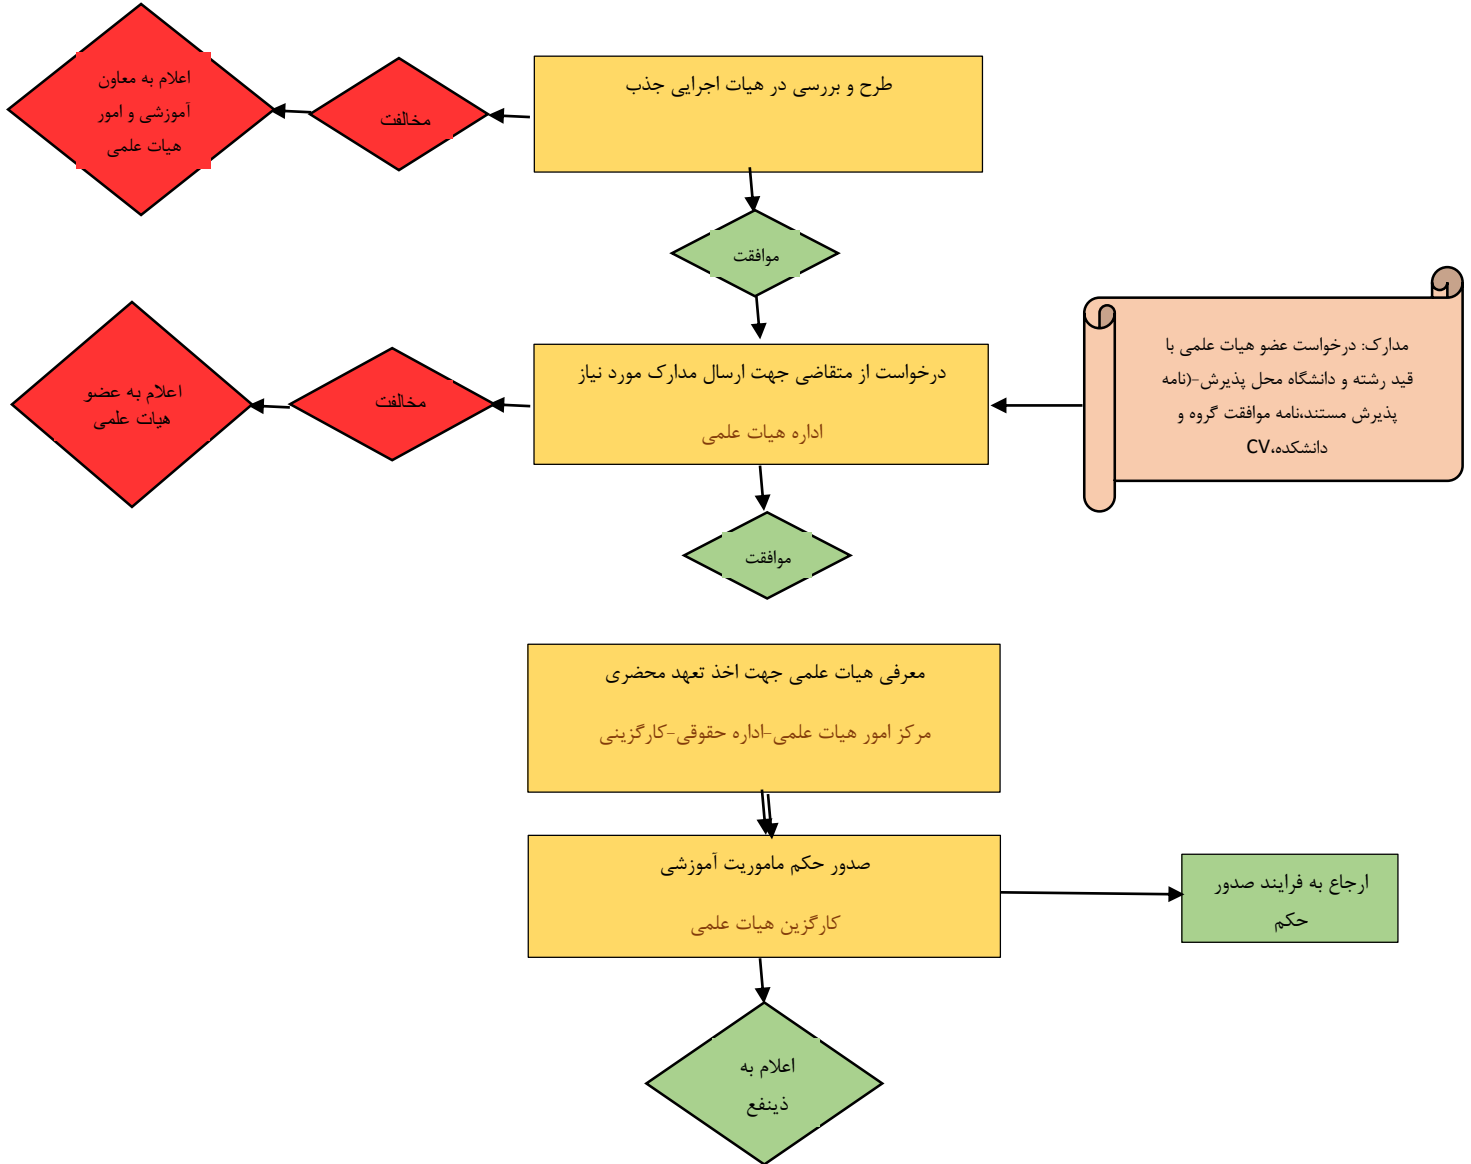 طرح و بررسی در هیات اجرایی جذب
مخالفت
اعلام به معاون
آموزشی و امور
هیات علمی
موافقت
مدارک: درخواست عضو هیات علمی با
قید رشته و دانشگاه محل پذیرش-(نامه
پذیرش مستند،نامه موافقت گروه و
دانشکده،CV
درخواست از متقاضی جهت ارسال مدارک مورد نیاز
اداره هیات علمی
مخالفت
اعلام به عضو
هیات علمی
موافقت
معرفی هیات علمی جهت اخذ تعهد محضری
مرکز امور هیات علمی-اداره حقوقی-کارگزینی
صدور حکم ماموریت آموزشی
کارگزین هیات علمی
ارجاع به فرایند صدور
حکم
اعلام به
ذینفع